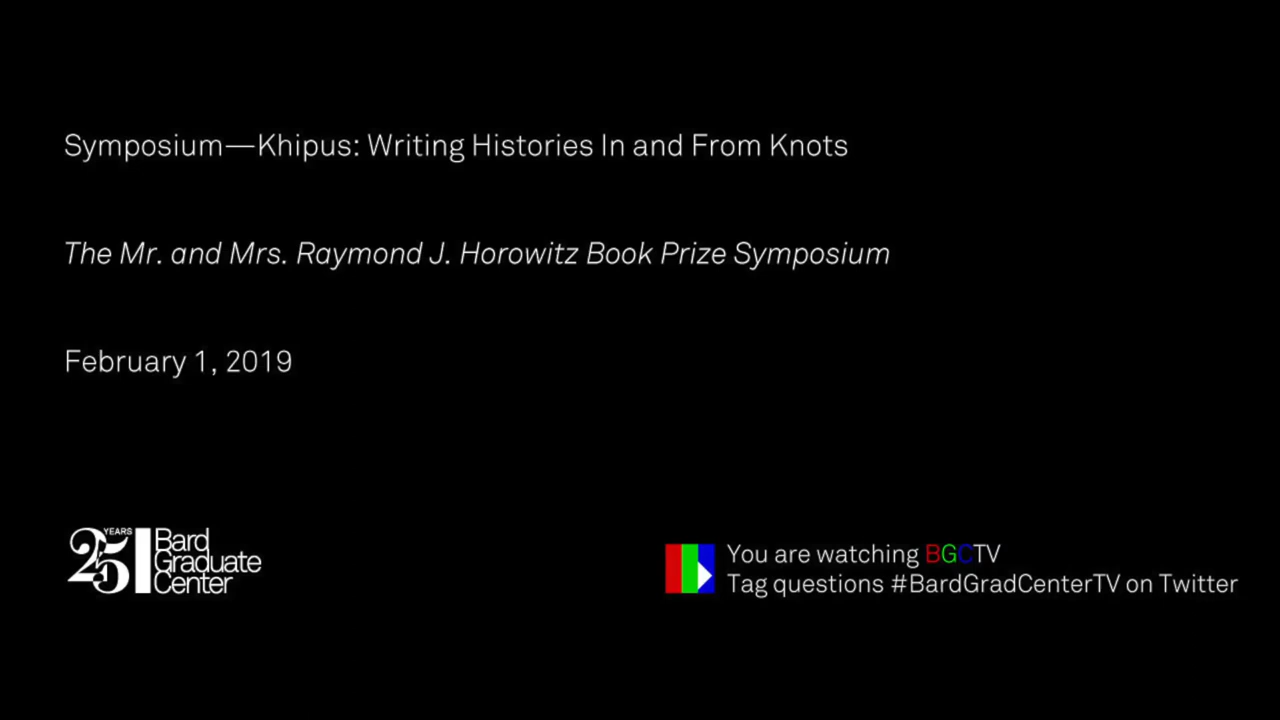 Symposium—Khipus: Writing Histories In and From Knots
The Mr. and Mrs. Raymond J. Horowitz Book Prize Symposium
February 1, 2019
25 YEARS
Bard
Graduate
Center
You are watching BGCTV
Tag questions #BardGradCenterTV on Twitter